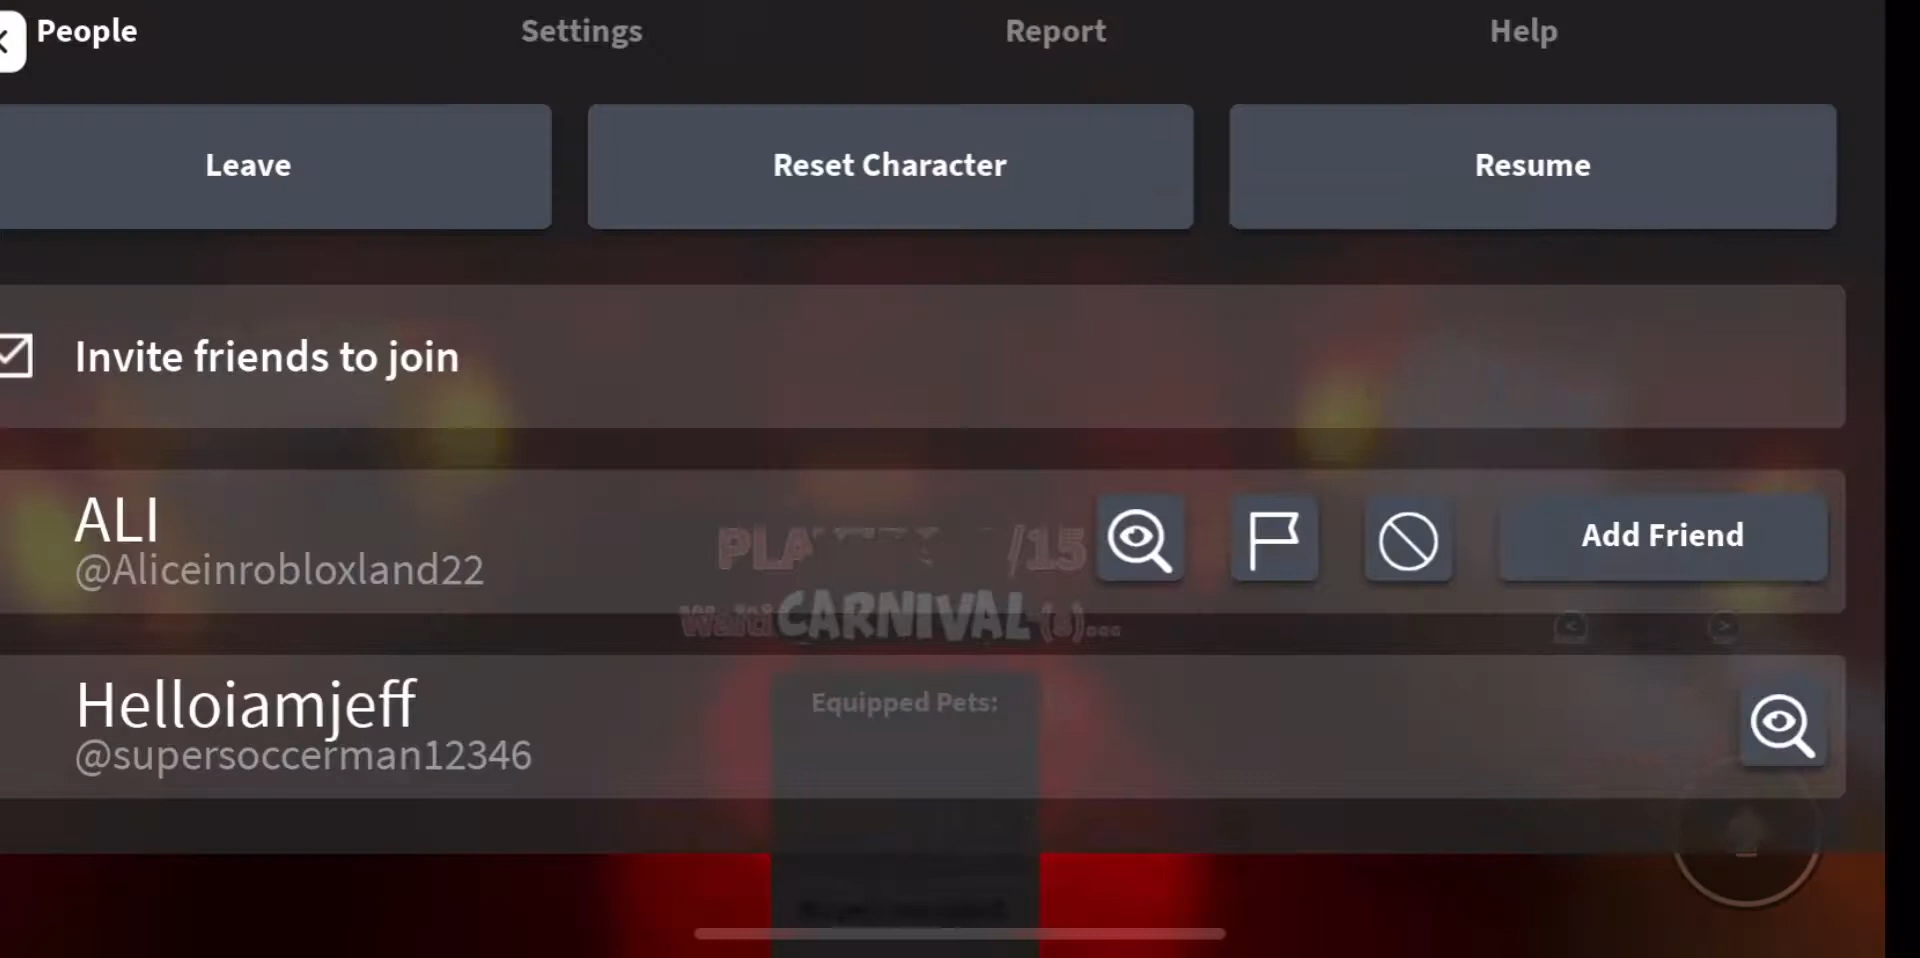 People
Settings
Report
Help
Leave
Reset Character
Resume
Invite friends to join
ALI
@Aliceinrobloxland22
Add Friend
/15
CARNIVAL (s)...
Helloiamjeff
@supersoccerman12346
Equipped Pets: